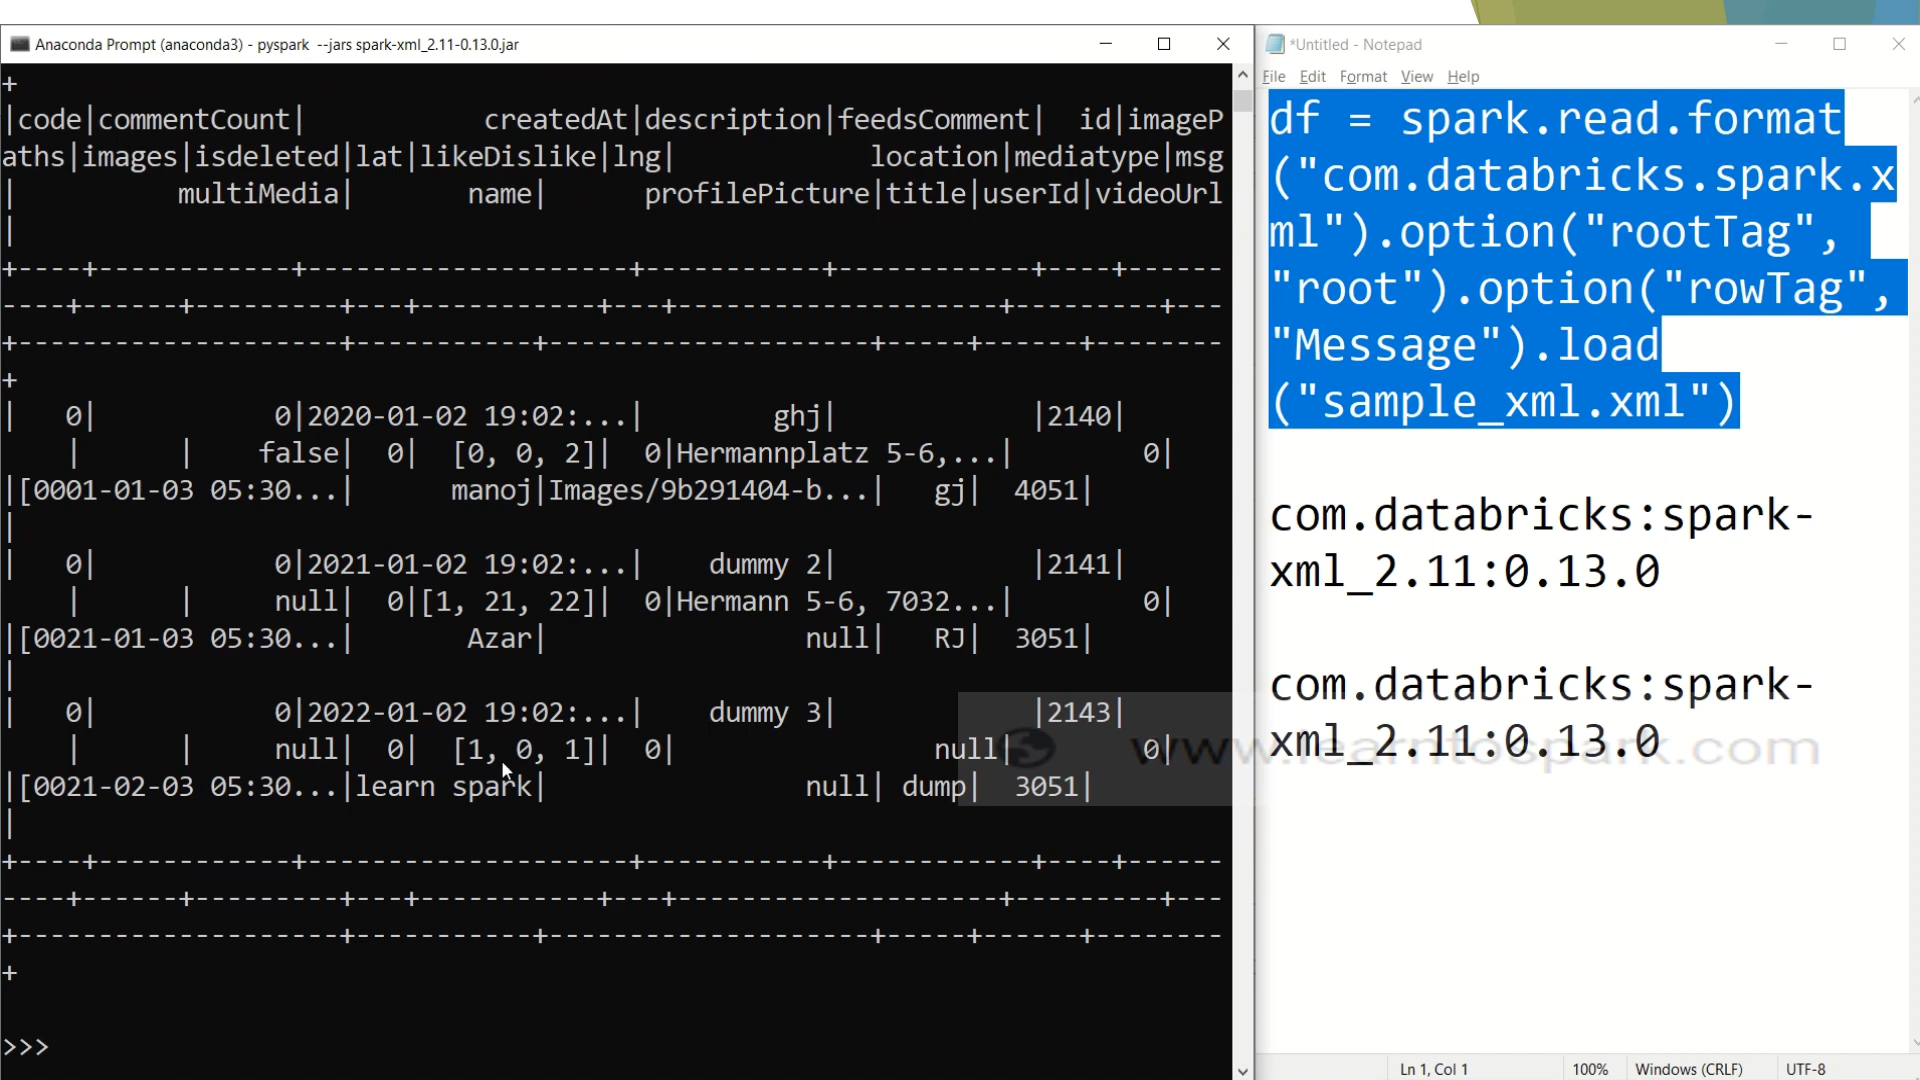 Anaconda Prompt (anaconda3) - pyspark  --jars spark-xml_2.11-0.13.0.jar
+
|code|commentCount|            createdAt|description|feedsComment|  id|imageP
aths|images|isdeleted|lat|likeDislike|lng|            location|mediatype|msg
|          multiMedia|       name|      profilePicture|title|userId|videoUrl
|
+----+------------+--------------------+-----------+------------+----+------
----+------+---------+---+-----------+---+--------------------+---------+---
+--------------------+-----------+--------------------+-----+------+--------
+
|   0|           0|2020-01-02 19:02:...|        ghj|            |2140|
    |      |    false|  0|  [0, 0, 2]|  0|Hermannplatz 5-6,...|        0|
|[0001-01-03 05:30...|      manoj|Images/9b291404-b...|   gj|  4051|
|
|   0|           0|2021-01-02 19:02:...|    dummy 2|            |2141|
    |      |     null|  0|[1, 21, 22]|  0|Hermann 5-6, 7032...|        0|
|[0021-01-03 05:30...|       Azar|                null|   RJ|  3051|
|
|   0|           0|2022-01-02 19:02:...|    dummy 3|            |2143|
    |      |     null|  0|  [1, 0, 1]|  0|                null|        0|
|[0021-02-03 05:30...|learn spark|                null| dump|  3051|
|
+----+------------+--------------------+-----------+------------+----+------
----+------+---------+---+-----------+---+--------------------+---------+---
+--------------------+-----------+--------------------+-----+------+--------
+
>>>
*Untitled - Notepad
File Edit Format View Help
df = spark.read.format
("com.databricks.spark.x
ml").option("rootTag",
"root").option("rowTag",
"Message").load
("sample_xml.xml")
com.databricks:spark-
xml_2.11:0.13.0
com.databricks:spark-
xml_2.11:0.13.0
www.learntospark.com
Ln 1, Col 1 100% Windows (CRLF) UTF-8